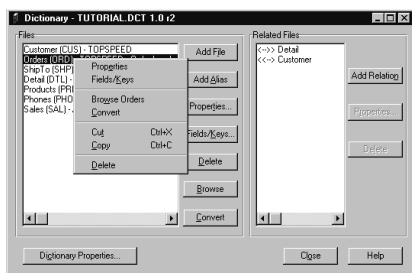 Dictionary - TUTORIAL.DCT 1.0 r2
Files
Related Files
Customer (CUS) - TOPSPEED
Orders (ORD)
ShipTo (SHP)
Detail (DTL) -
Products (PR
Phones (PHO
Sales (SAL) -
Properties
Fields/Keys
Browse Orders
Convert
Cut Ctrl+X
Copy Ctrl+C
Delete
Add File
Add Alias
Properties...
Fields/Keys...
Delete
Browse
Convert
<-->> Detail
<<--> Customer
Add Relation
Properties...
Delete
Dictionary Properties...
Close
Help